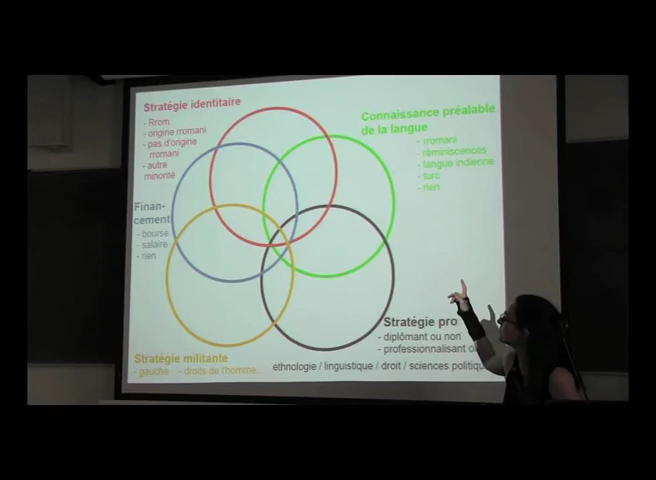 Stratégie identitaire
- Rrom
- origine rromani
- pas d'origine
rromani
- autre
minorité
Connaissance préalable
de la langue
- rromani
- réminiscences
- langue indienne
- turc
- rien
Finan-
cement
- bourse
- salaire
- rien
Stratégie pro
- diplômant ou non
- professionnalisant
Stratégie militante
- gauche - droits de l'homme...
ethnologie / linguistique / droit / sciences politiqu